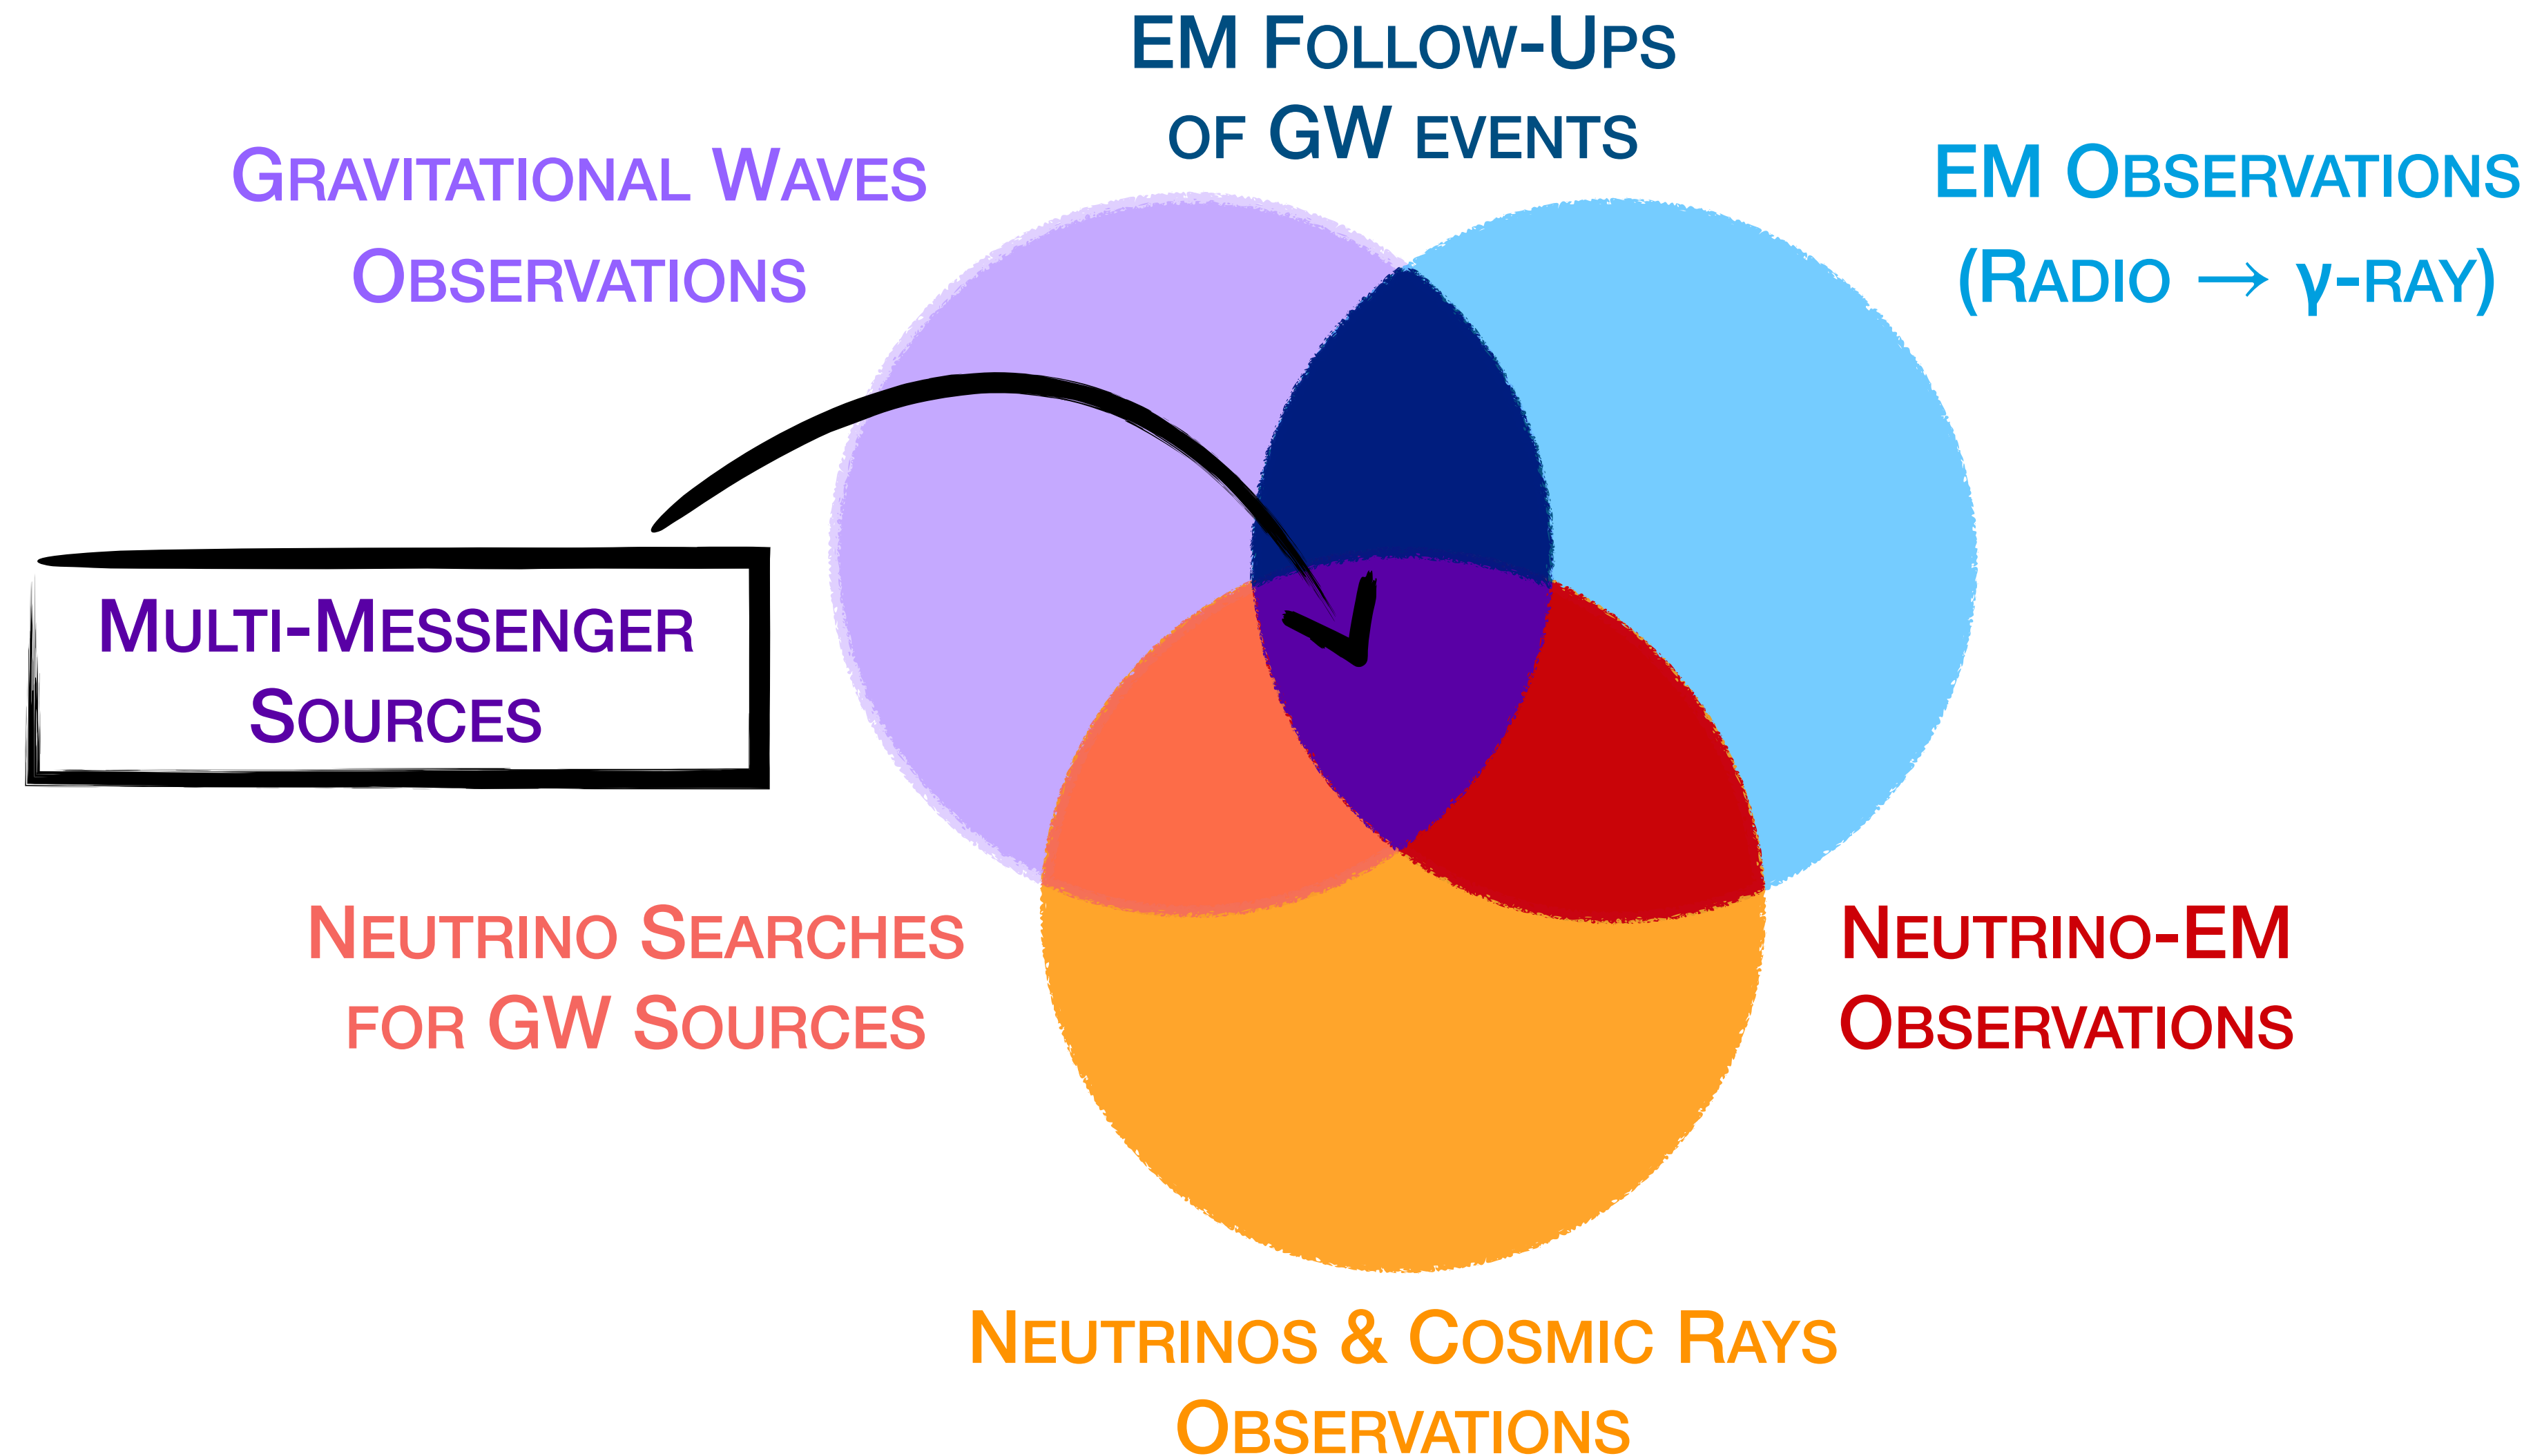 EM Follow-Ups
of GW events
Gravitational Waves
Observations
EM Observations
(Radio → γ-ray)
Multi-Messenger
Sources
Neutrino Searches
for GW Sources
Neutrino-EM
Observations
Neutrinos & Cosmic Rays
Observations